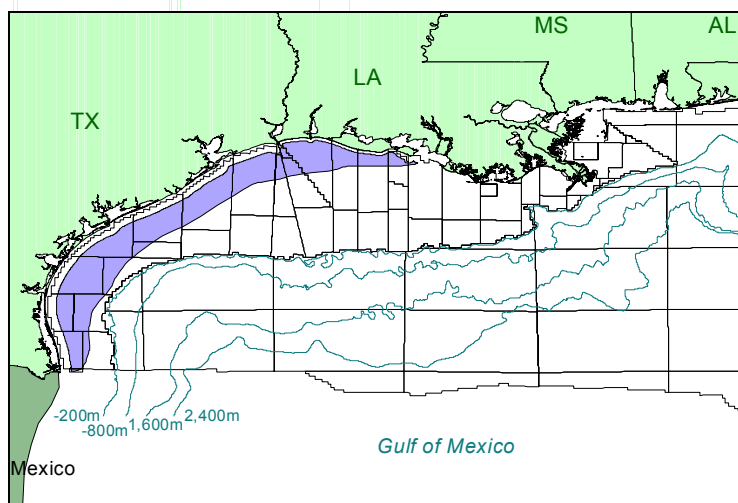 MS
AL
LA
TX
-200m
-800m
1,600m
2,400m
Gulf of Mexico
Mexico